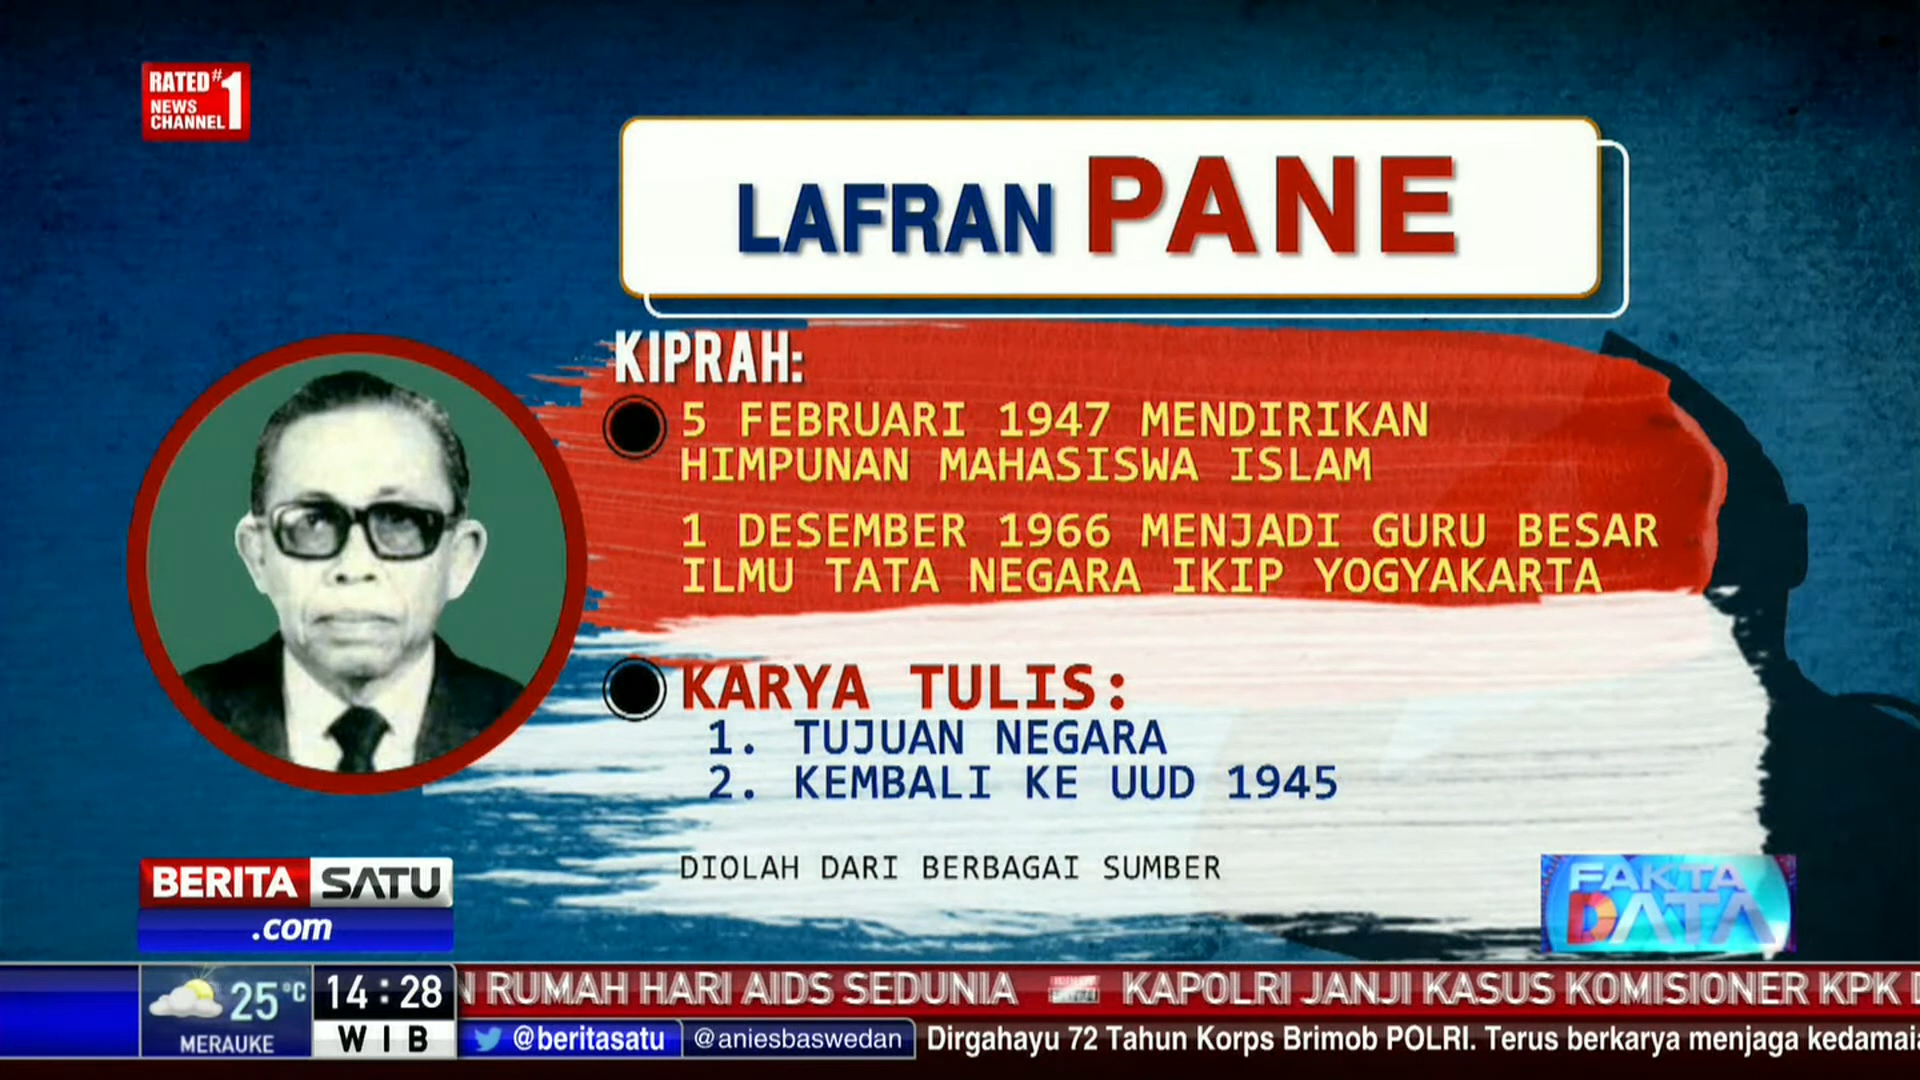 RATED #1
NEWS
CHANNEL
LAFRAN PANE
KIPRAH:
5 FEBRUARI 1947 MENDIRIKAN
HIMPUNAN MAHASISWA ISLAM
1 DESEMBER 1966 MENJADI GURU BESAR
ILMU TATA NEGARA IKIP YOGYAKARTA
KARYA TULIS:
1. TUJUAN NEGARA
2. KEMBALI KE UUD 1945
DIOLAH DARI BERBAGAI SUMBER
BERITA SATU
.com
FAKTA
DATA
25°C
MERAKE
14:28
WIB
N RUMAH HARI AIDS SEDUNIA
KAPOLRI JANJI KASUS KOMISIONER KPK
@beritasatu
@aniesbaswedan
Dirgahayu 72 Tahun Korps Brimob POLRI. Terus berkarya menjaga kedamai